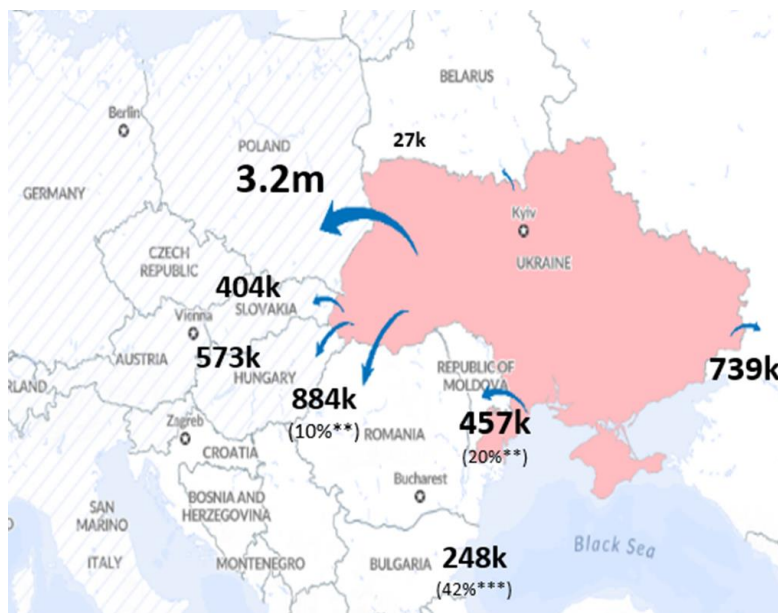 BELARUS
Berlin
POLAND
27k
3.2m
GERMANY
Kyiv
CZECH
REPUBLIC
UKRAINE
404k
SLOVAKIA
Vienna
AUSTRIA
573k
HUNGARY
REPUBLIC OF
MOLDOVA
739k
RLAND
884k
(10%**)
457k
(20%**)
Zagreb
CROATIA
ROMANIA
Bucharest
BOSNIA AND
HERZEGOVINA
SAN
MARINO
ITALY
MONTENEGRO
BULGARIA
248k
(42%***)
Black Sea